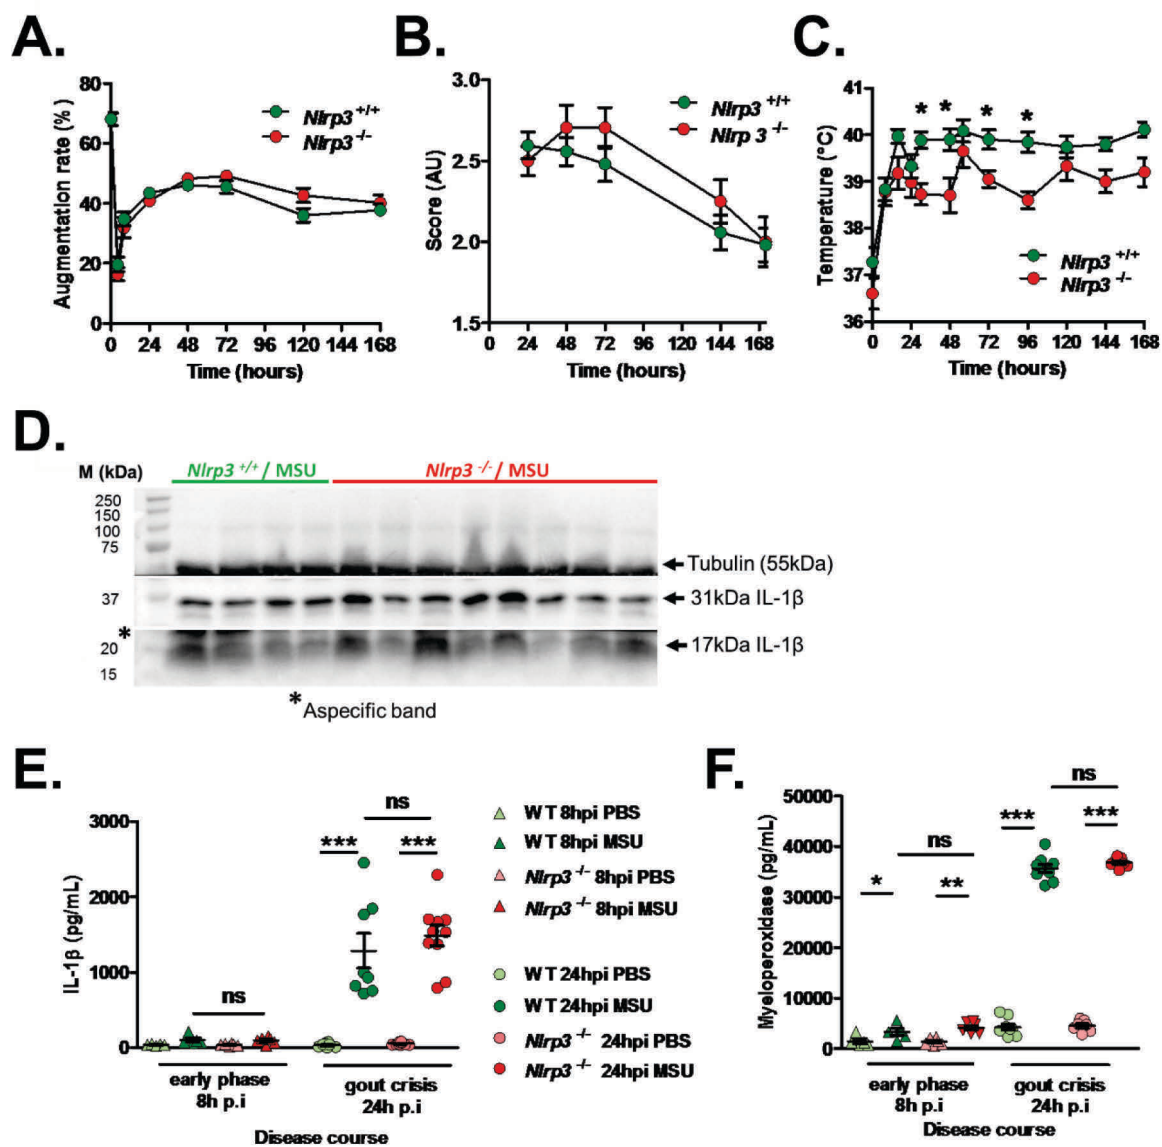 A.
Augmentation rate (% )
80
60
40
20
0
0 24 48 72 96 120 144 168
Time (hours)
Nlrp3 +/+
Nlrp3 -/-
B.
Score (AU)
3.0
2.5
2.0
1.5
0 24 48 72 96 120 144 168
Time (hours)
Nlrp3 +/+
Nlrp 3 -/-
C.
Temperature (°C)
41
40
39
38
37
36
* * * *
0 24 48 72 96 120 144 168
Time (hours)
Nlrp3 +/+
Nlrp3 -/-
D.
M (kDa)
Nlrp3 +/+ / MSU
Nlrp3 -/- / MSU
250
150
100
75
37
*
20
15
Tubulin (55kDa)
31kDa IL-1β
17kDa IL-1β
* Aspecific band
E.
IL-1β (pg/mL)
3000
2000
1000
0
ns
ns
*** ***
early phase
8h p.i
gout crisis
24h p.i
Disease course
WT 8hpi PBS
WT 8hpi MSU
Nlrp3 -/- 8hpi PBS
Nlrp3 -/- 8hpi MSU
WT 24hpi PBS
WT 24hpi MSU
Nlrp3 -/- 24hpi PBS
Nlrp3 -/- 24hpi MSU
F.
Myeloperoxidase (pg/mL)
50000
40000
30000
20000
10000
0
ns
*** ***
ns
* **
early phase
8h p.i
gout crisis
24h p.i
Disease course